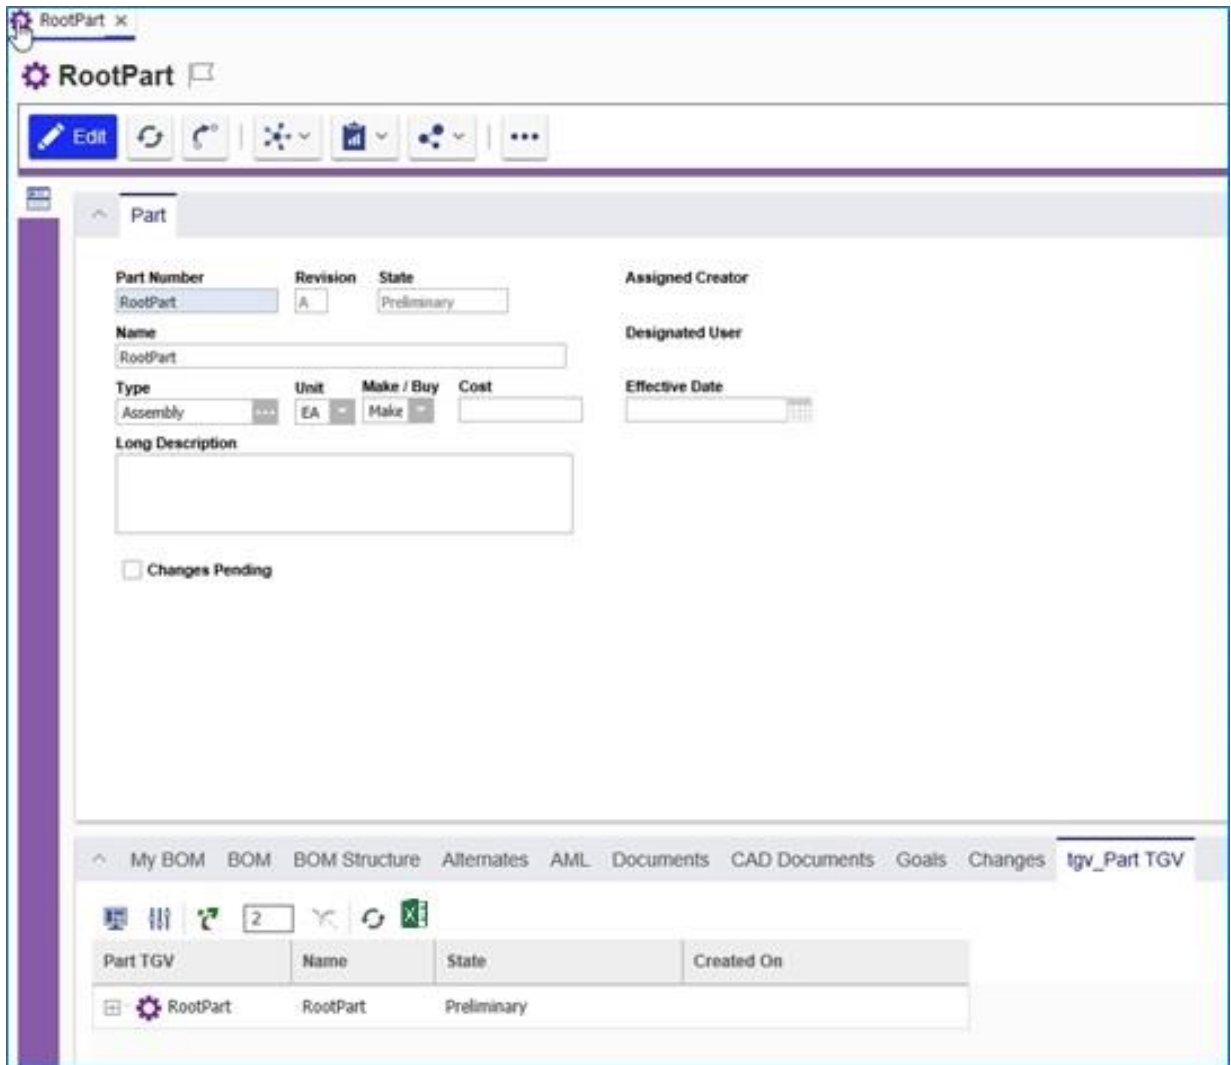 RootPart
RootPart
Edit
Part
Part Number Revision State Assigned Creator
RootPart A Preliminary
Name Designated User
RootPart
Type Unit Make / Buy Cost Effective Date
Assembly EA Make
Long Description
Changes Pending
My BOM BOM BOM Structure Alternates AML Documents CAD Documents Goals Changes tgv_Part TGV
2
Part TGV Name State Created On
RootPart RootPart Preliminary